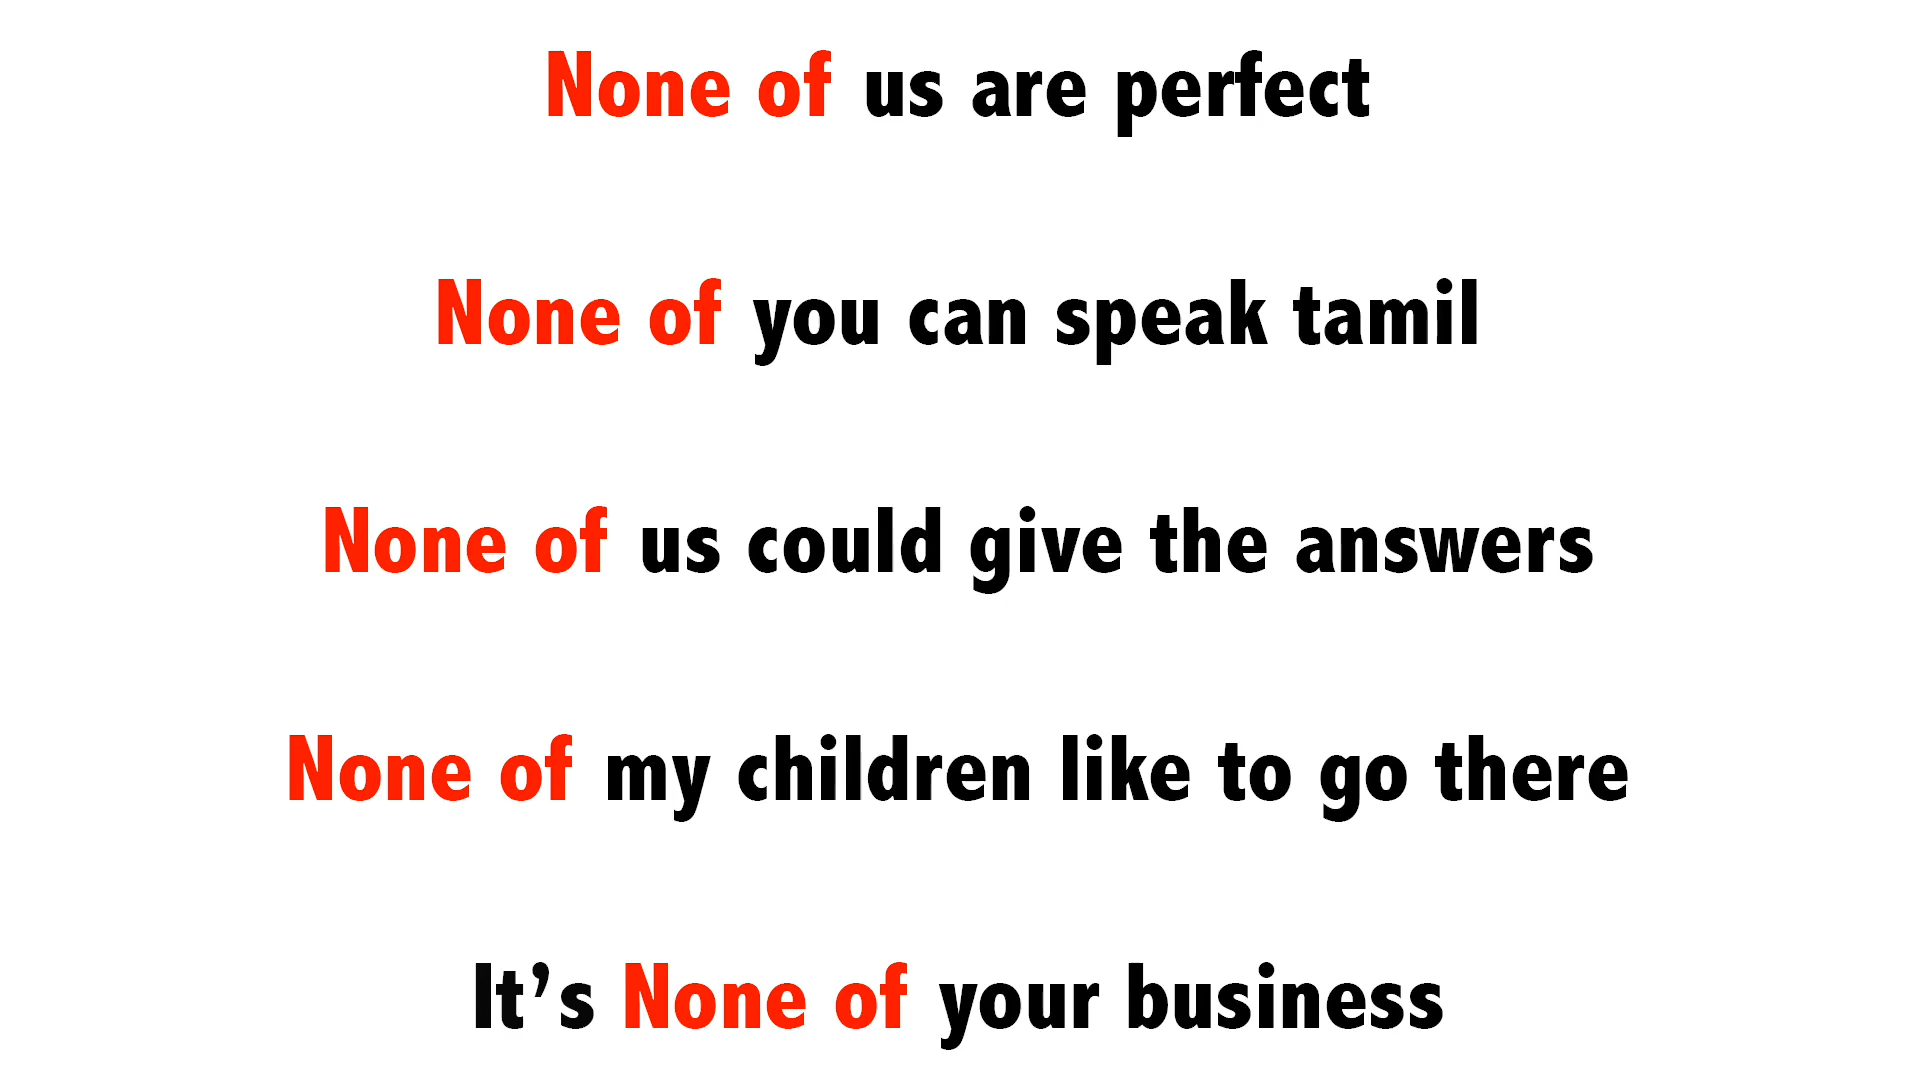 None of us are perfect
None of you can speak tamil
None of us could give the answers
None of my children like to go there
It’s None of your business